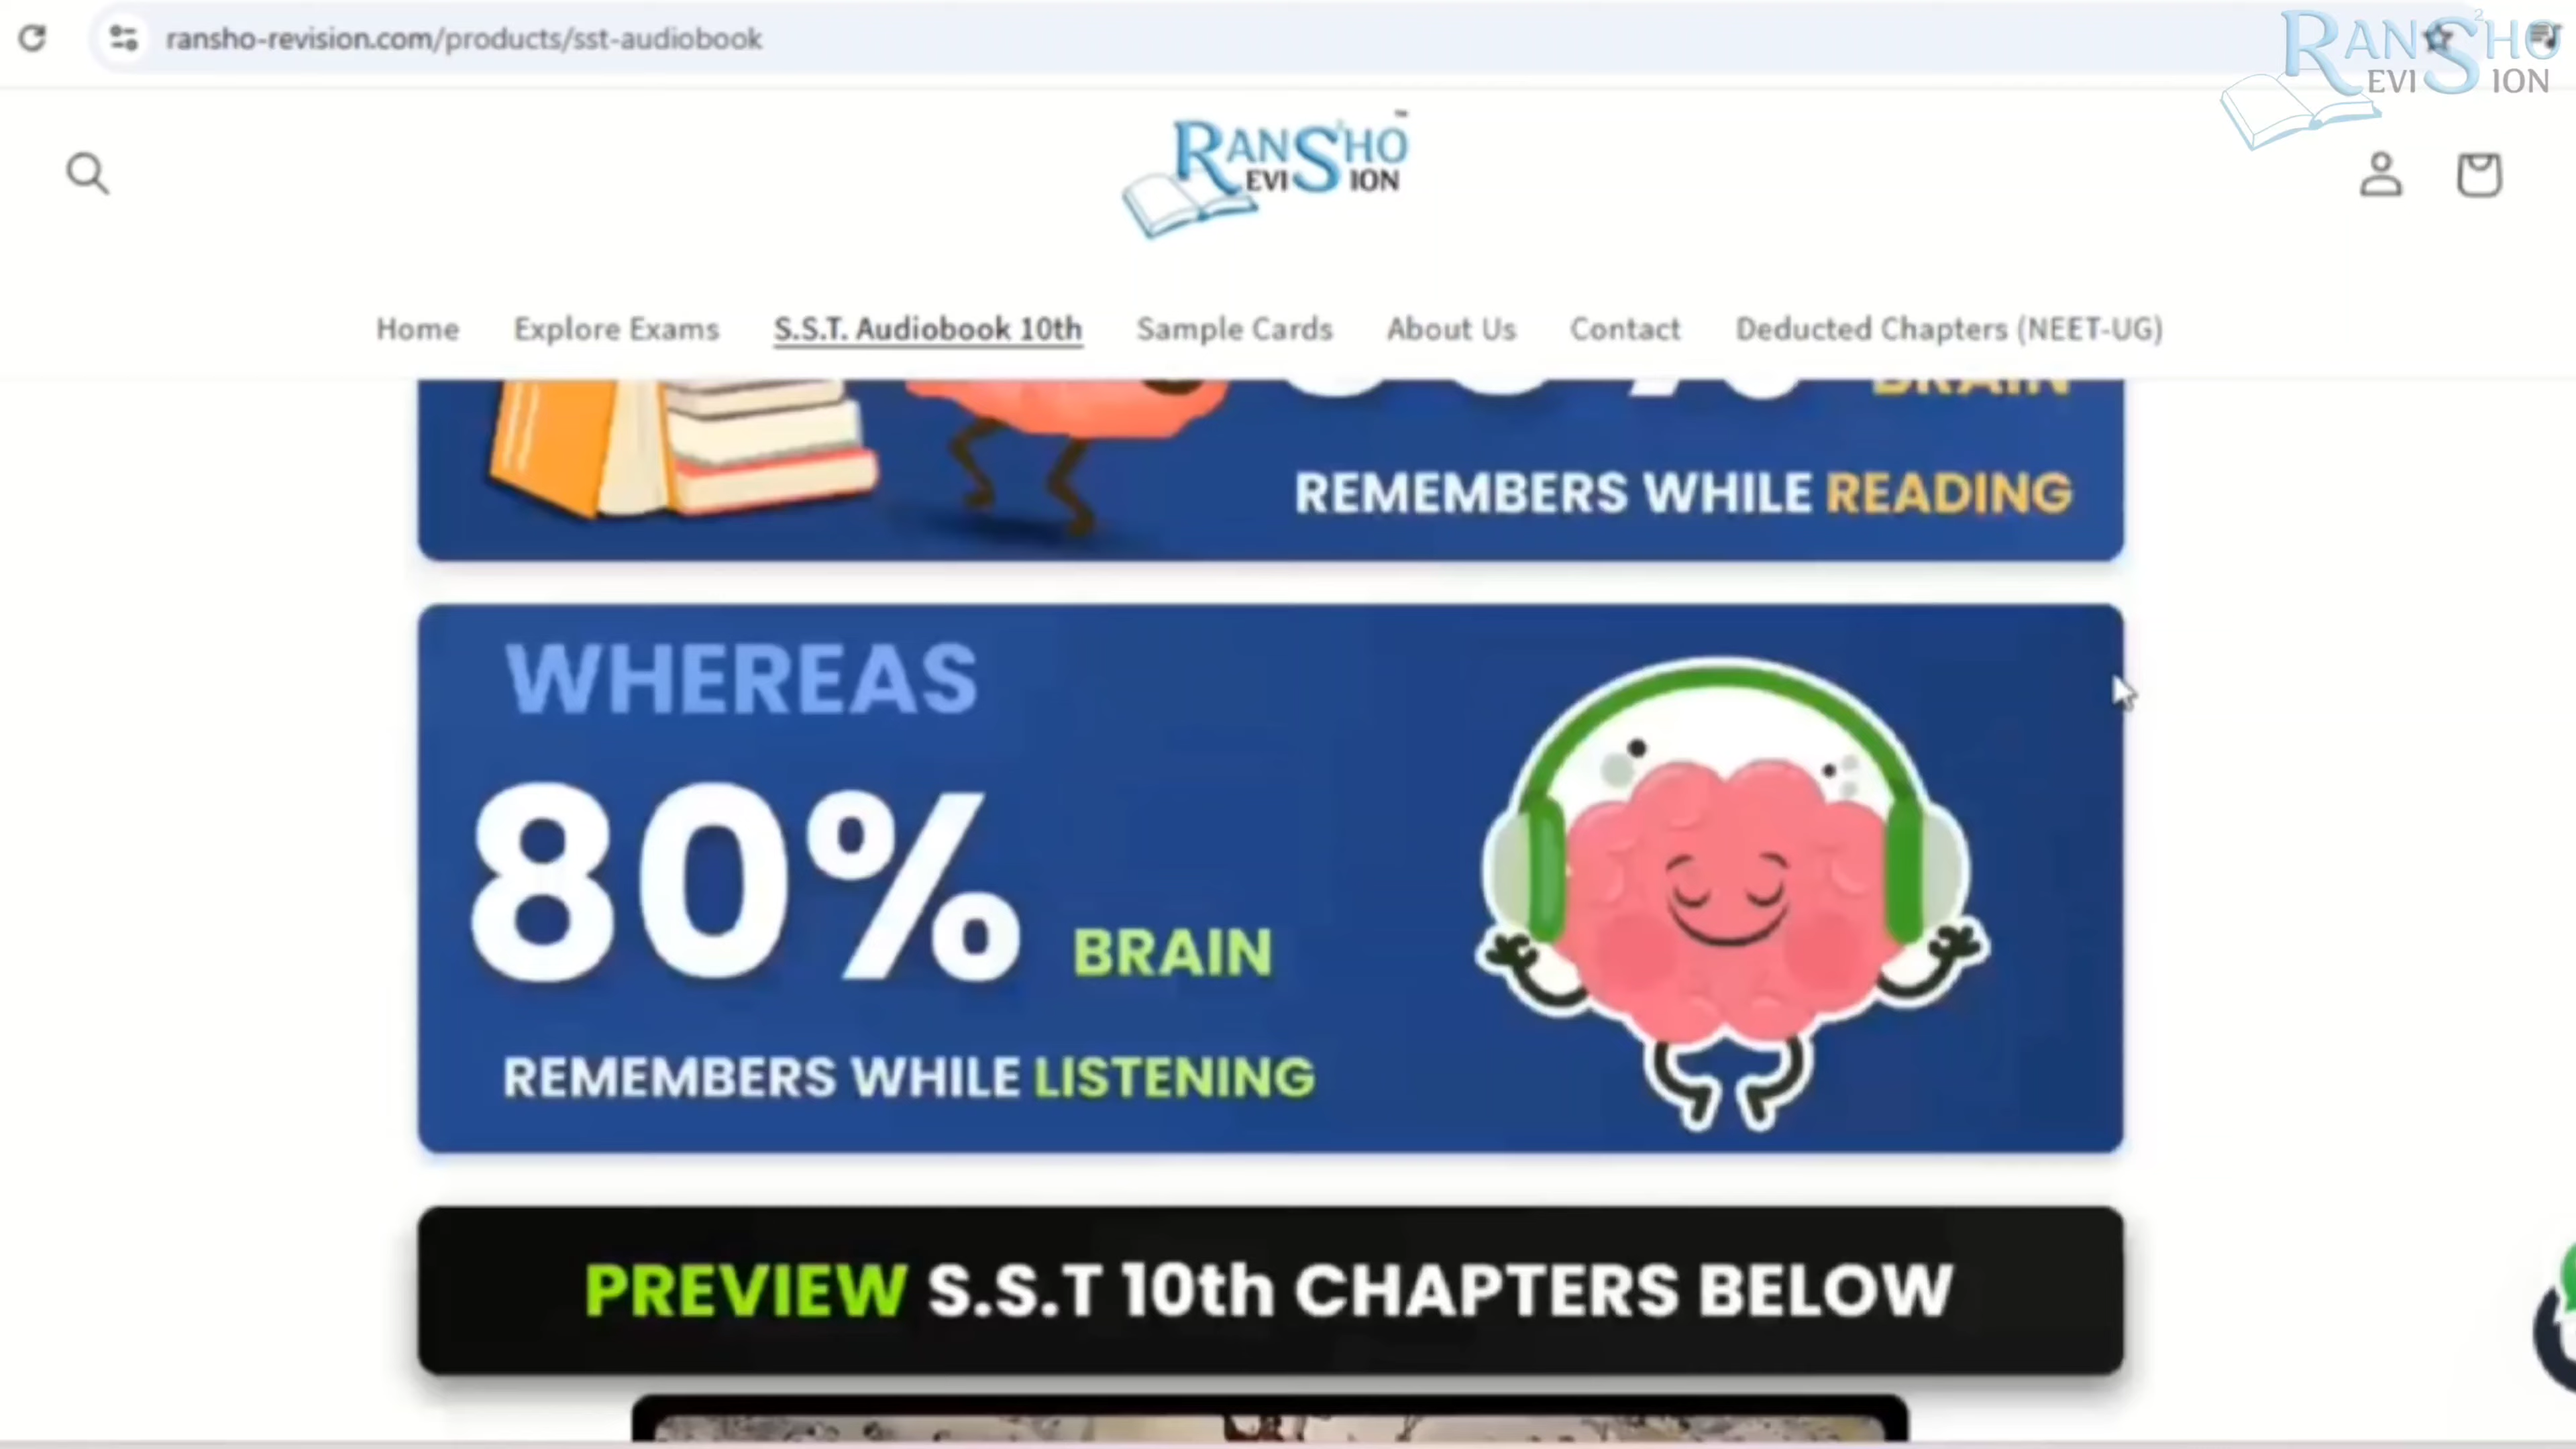 ransho-revision.com/products/sst-audiobook
RANSHO
REVISION
RANSHO
REVISION
Home Explore Exams S.S.T. Audiobook 10th Sample Cards About Us Contact Deducted Chapters (NEET-UG)
BRAIN
REMEMBERS WHILE READING
WHEREAS
80% BRAIN
REMEMBERS WHILE LISTENING
PREVIEW S.S.T 10th CHAPTERS BELOW